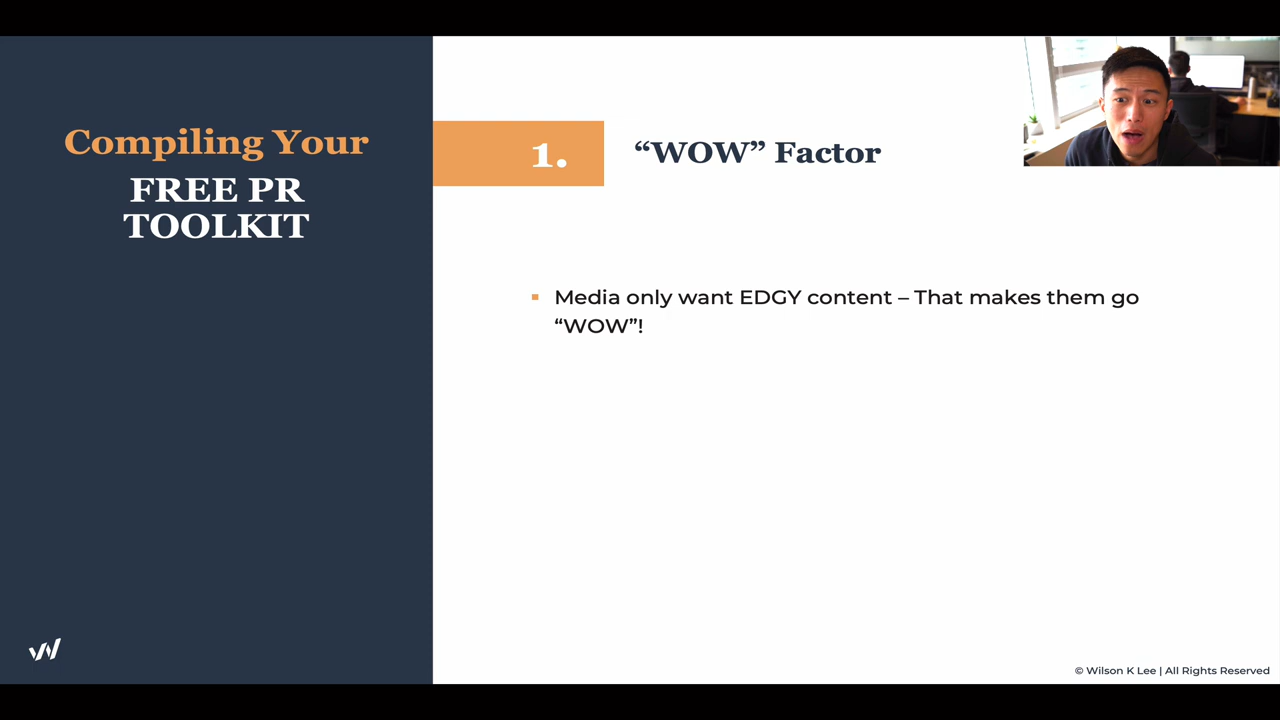 Compiling Your
FREE PR
TOOLKIT
1.
“WOW” Factor
▪ Media only want EDGY content – That makes them go
“WOW”!
© Wilson K Lee | All Rights Reserved